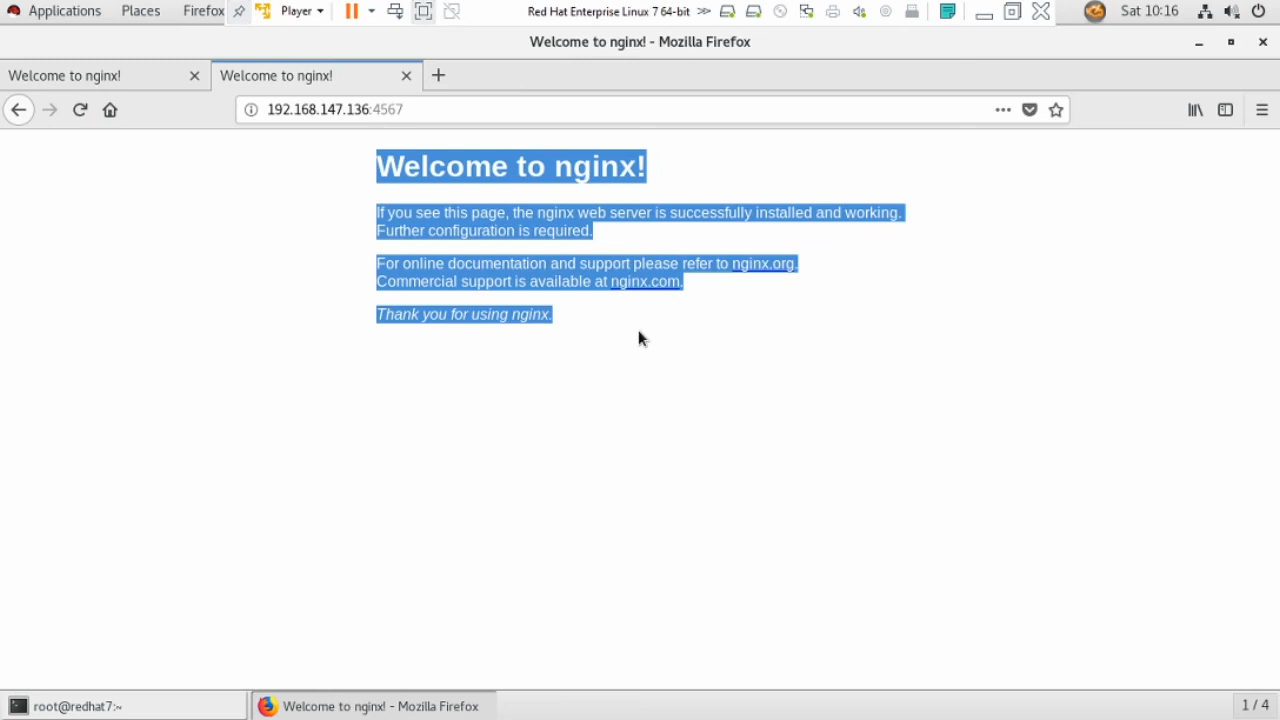 Applications Places Firefox Player Red Hat Enterprise Linux 7 64-bit Sat 10:16
Welcome to nginx! - Mozilla Firefox
Welcome to nginx! Welcome to nginx!
192.168.147.136:4567
Welcome to nginx!
If you see this page, the nginx web server is successfully installed and working.
Further configuration is required.
For online documentation and support please refer to nginx.org.
Commercial support is available at nginx.com.
Thank you for using nginx.
root@redhat7:~ Welcome to nginx! - Mozilla Firefox 1 / 4